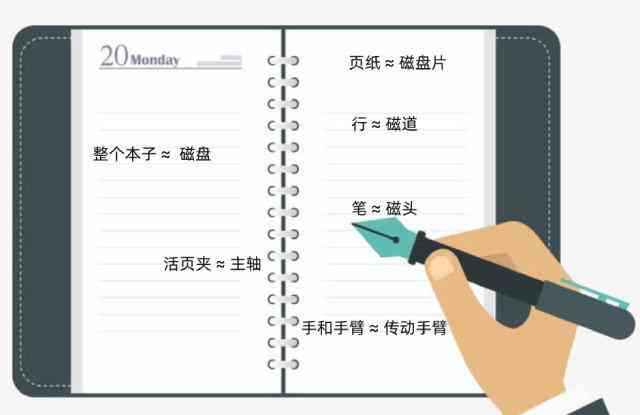 20 Monday
整个本子 ≈ 磁盘
活页夹 ≈ 主轴
页纸 ≈ 磁盘片
行 ≈ 磁道
笔 ≈ 磁头
手和手臂 ≈ 传动手臂